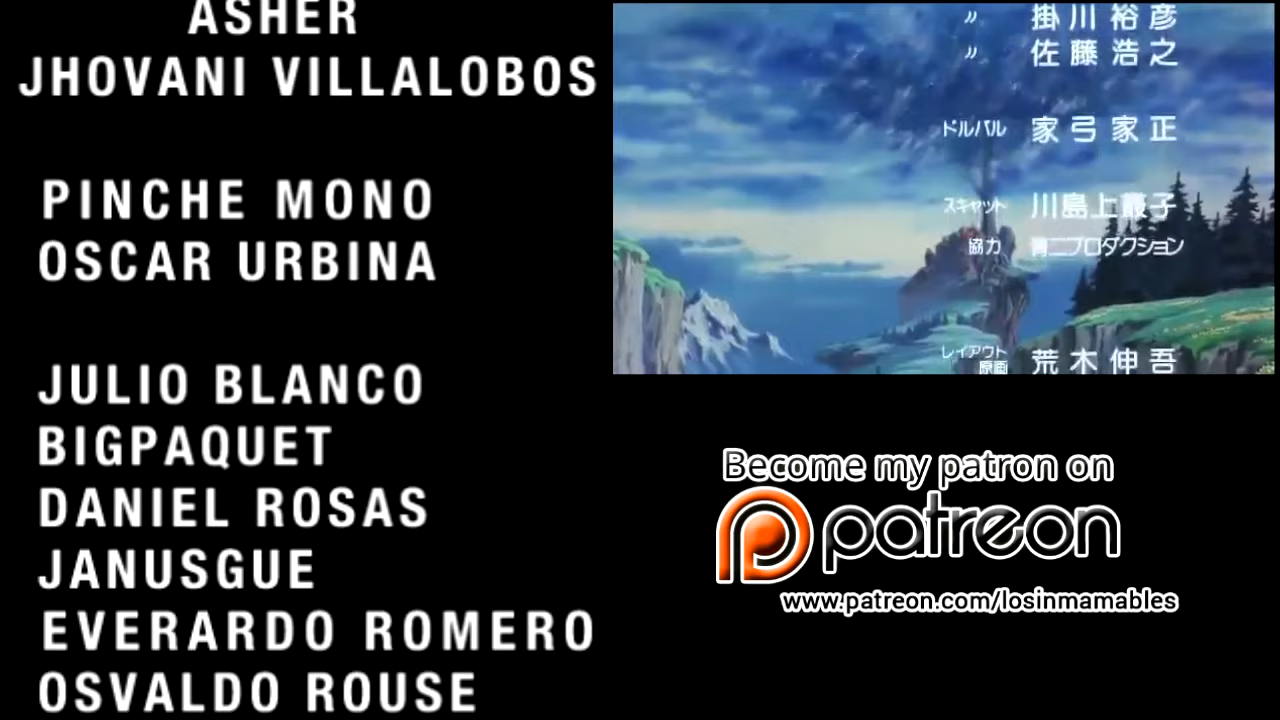 ASHER
JHOVANI VILLALOBOS
PINCHE MONO
OSCAR URBINA
JULIO BLANCO
BIGPAQUET
DANIEL ROSAS
JANUSGUE
EVERARDO ROMERO
OSVALDO ROUSE
〃 掛川裕彦
〃 佐藤浩之
ドルバル 家弓家正
スキャット 川島上叢子
協力 青二プロダクション
レイアウト
原画 荒木伸吾
Become my patron on
patreon
www.patreon.com/losinmamables